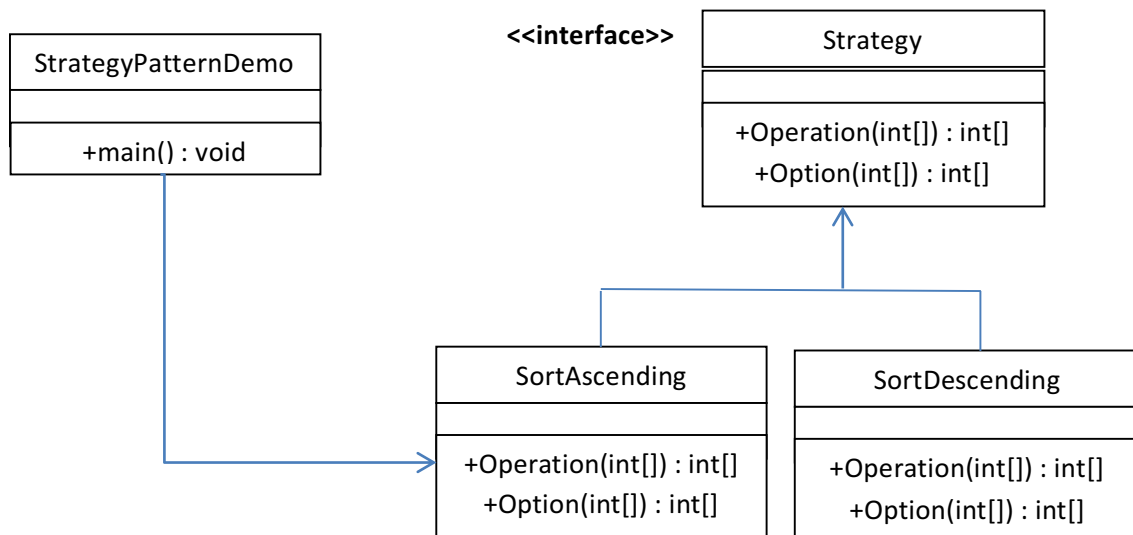 StrategyPatternDemo
+main() : void
<<interface>>
Strategy
+Operation(int[]) : int[]
+Option(int[]) : int[]
SortAscending
+Operation(int[]) : int[]
+Option(int[]) : int[]
SortDescending
+Operation(int[]) : int[]
+Option(int[]) : int[]